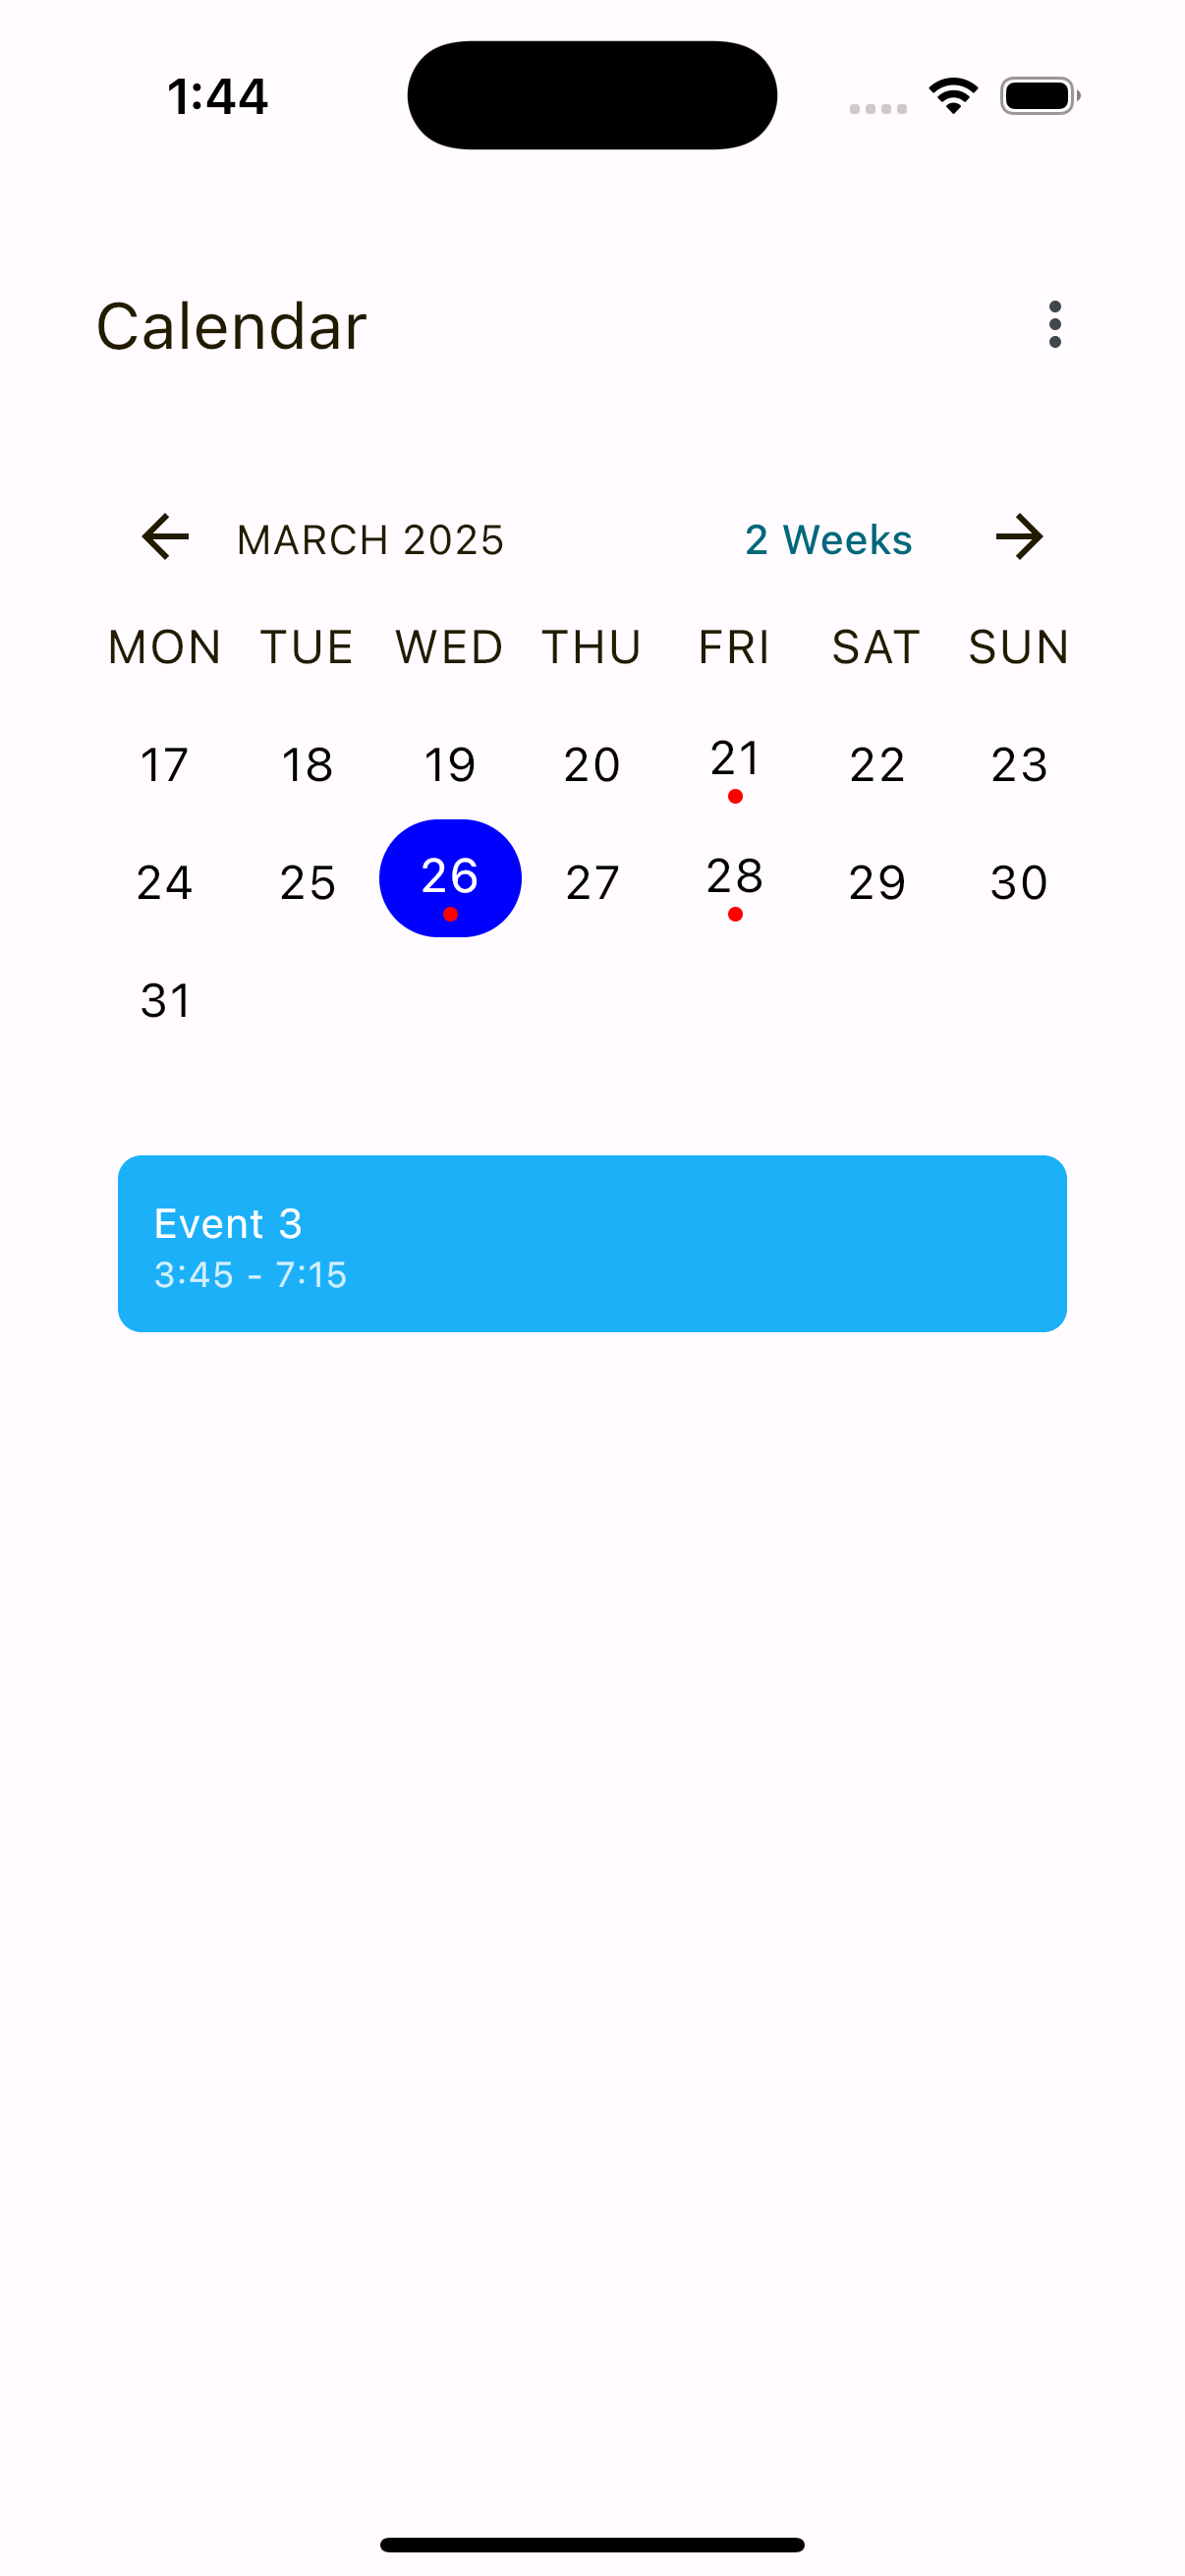 1:44
Calendar
MARCH 2025 2 Weeks
MON TUE WED THU FRI SAT SUN
17 18 19 20 21 22 23
24 25 26 27 28 29 30
31
Event 3
3:45 - 7:15